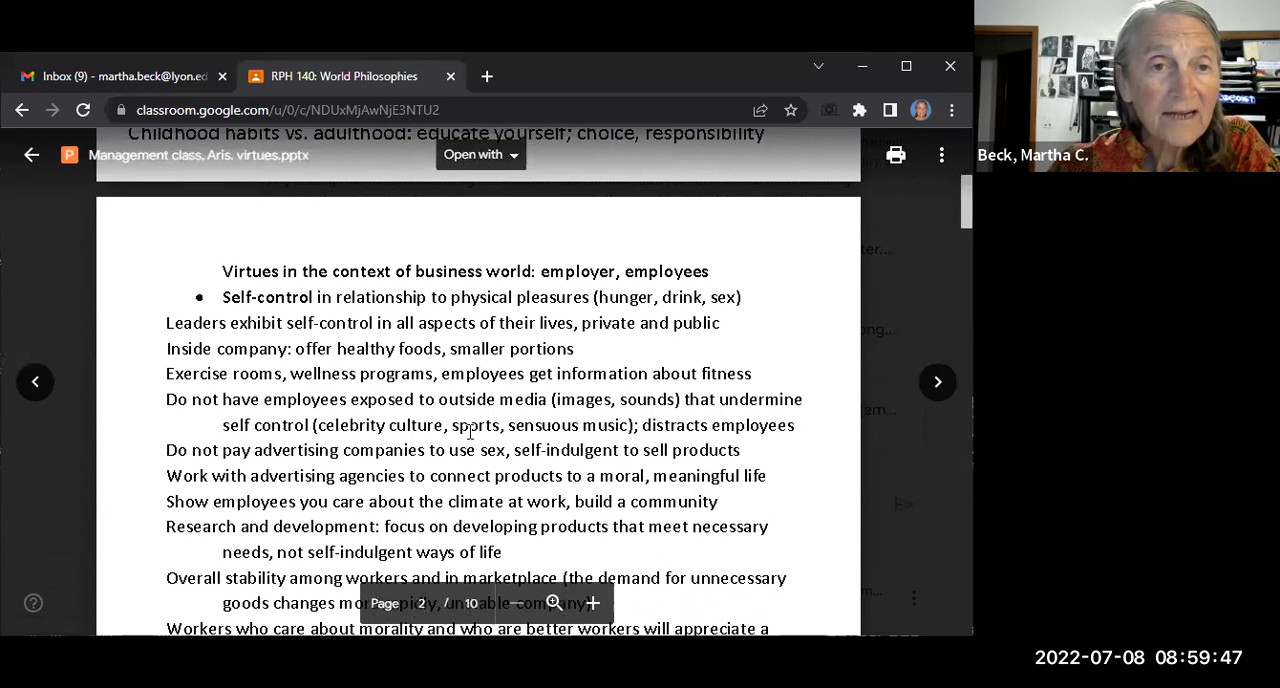 Inbox (9) - martha.beck@lyon.ed
RPH 140: World Philosophies
classroom.google.com/u/0/c/NDUxMjAwNjE3NTU2
Childhood habits vs. adulthood: educate yourself; choice, responsibility
Management class, Aris. virtues.pptx
Open with
Beck, Martha C.
Virtues in the context of business world: employer, employees
• Self-control in relationship to physical pleasures (hunger, drink, sex)
Leaders exhibit self-control in all aspects of their lives, private and public
Inside company: offer healthy foods, smaller portions
Exercise rooms, wellness programs, employees get information about fitness
Do not have employees exposed to outside media (images, sounds) that undermine
self control (celebrity culture, sports, sensuous music); distracts employees
Do not pay advertising companies to use sex, self-indulgent to sell products
Work with advertising agencies to connect products to a moral, meaningful life
Show employees you care about the climate at work, build a community
Research and development: focus on developing products that meet necessary
needs, not self-indulgent ways of life
Overall stability among workers and in marketplace (the demand for unnecessary
goods changes more rapidly, unstable company)
Page 2 / 10
Workers who care about morality and who are better workers will appreciate a
2022-07-08 08:59:47